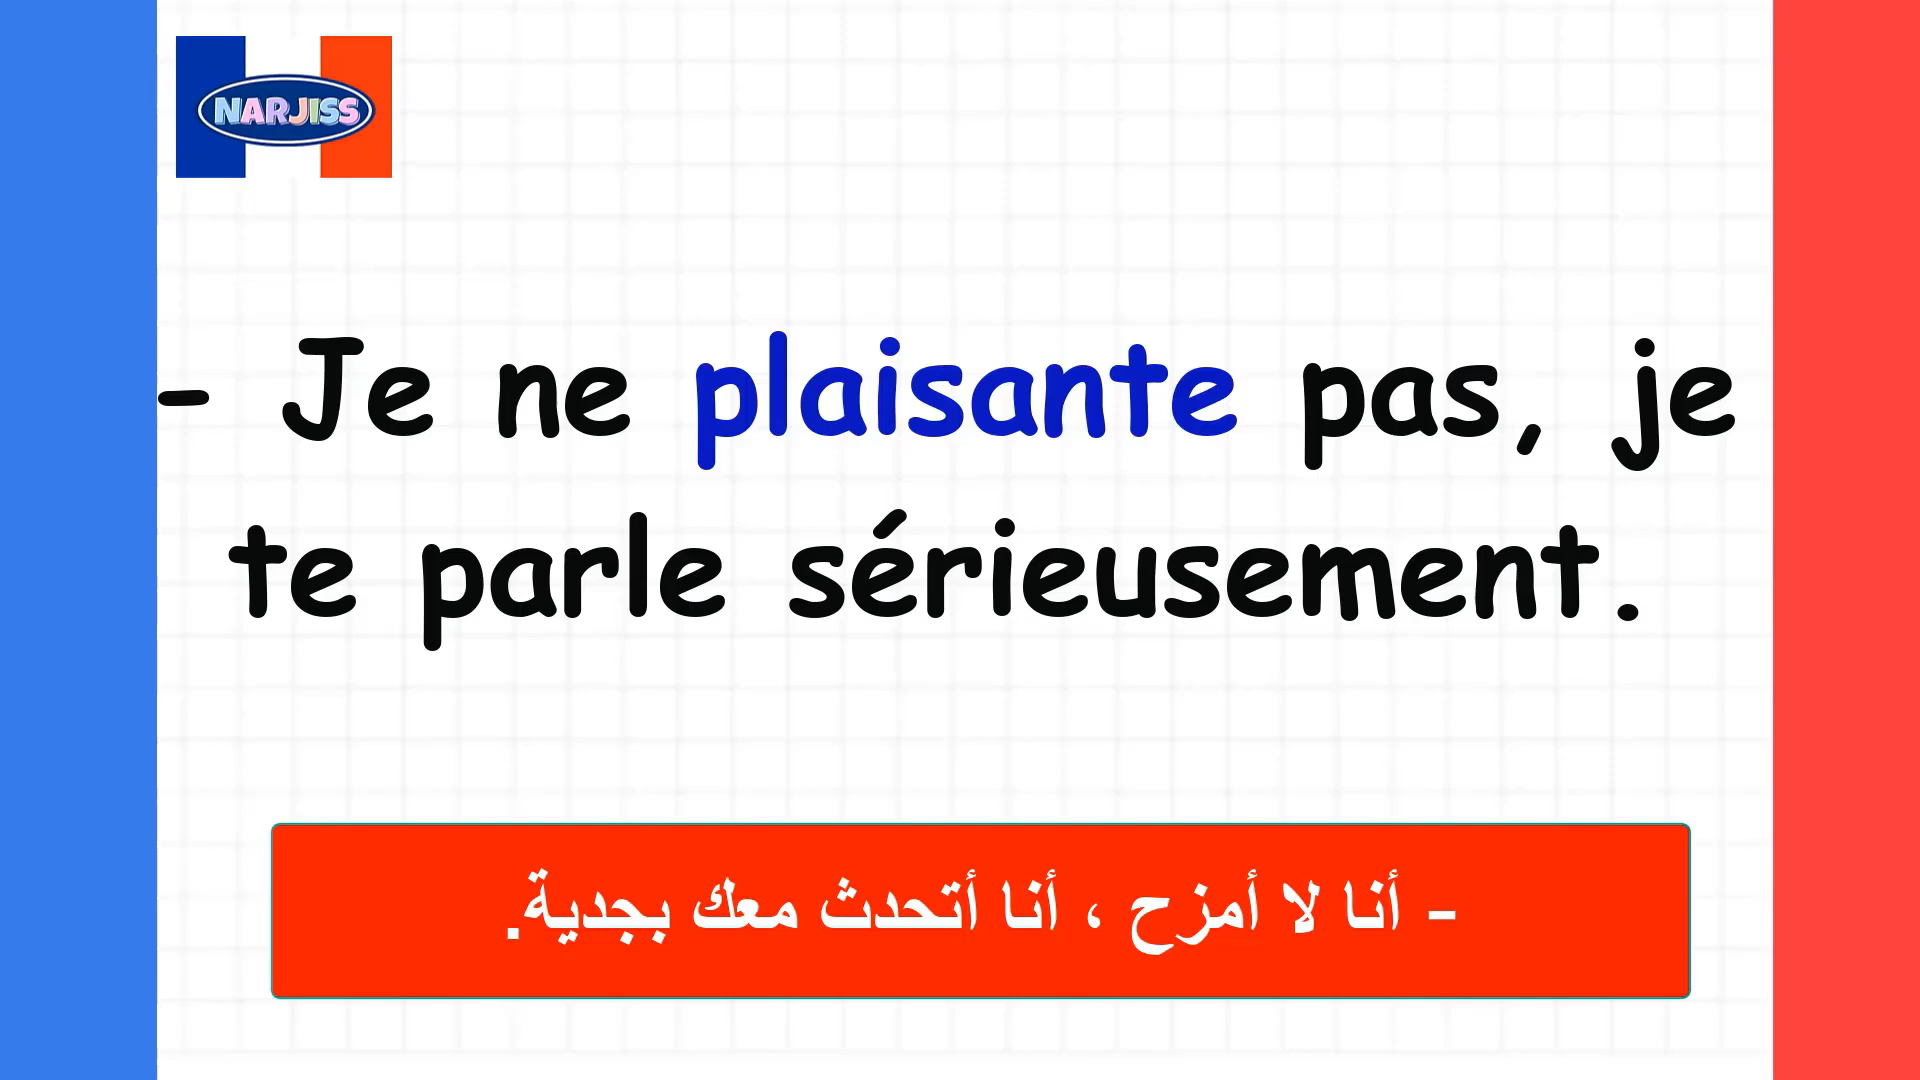 NARJISS
- Je ne plaisante pas, je
te parle sérieusement.
- أنا لا أمزح ، أنا أتحدث معك بجدية.